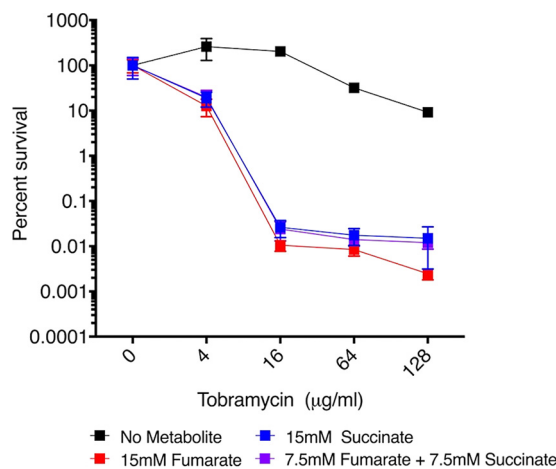 1000
100
10
1
0.1
0.01
0.001
0.0001
Percent survival
0 4 16 64 128
Tobramycin (μg/ml)
No Metabolite 15mM Succinate
15mM Fumarate 7.5mM Fumarate + 7.5mM Succinate